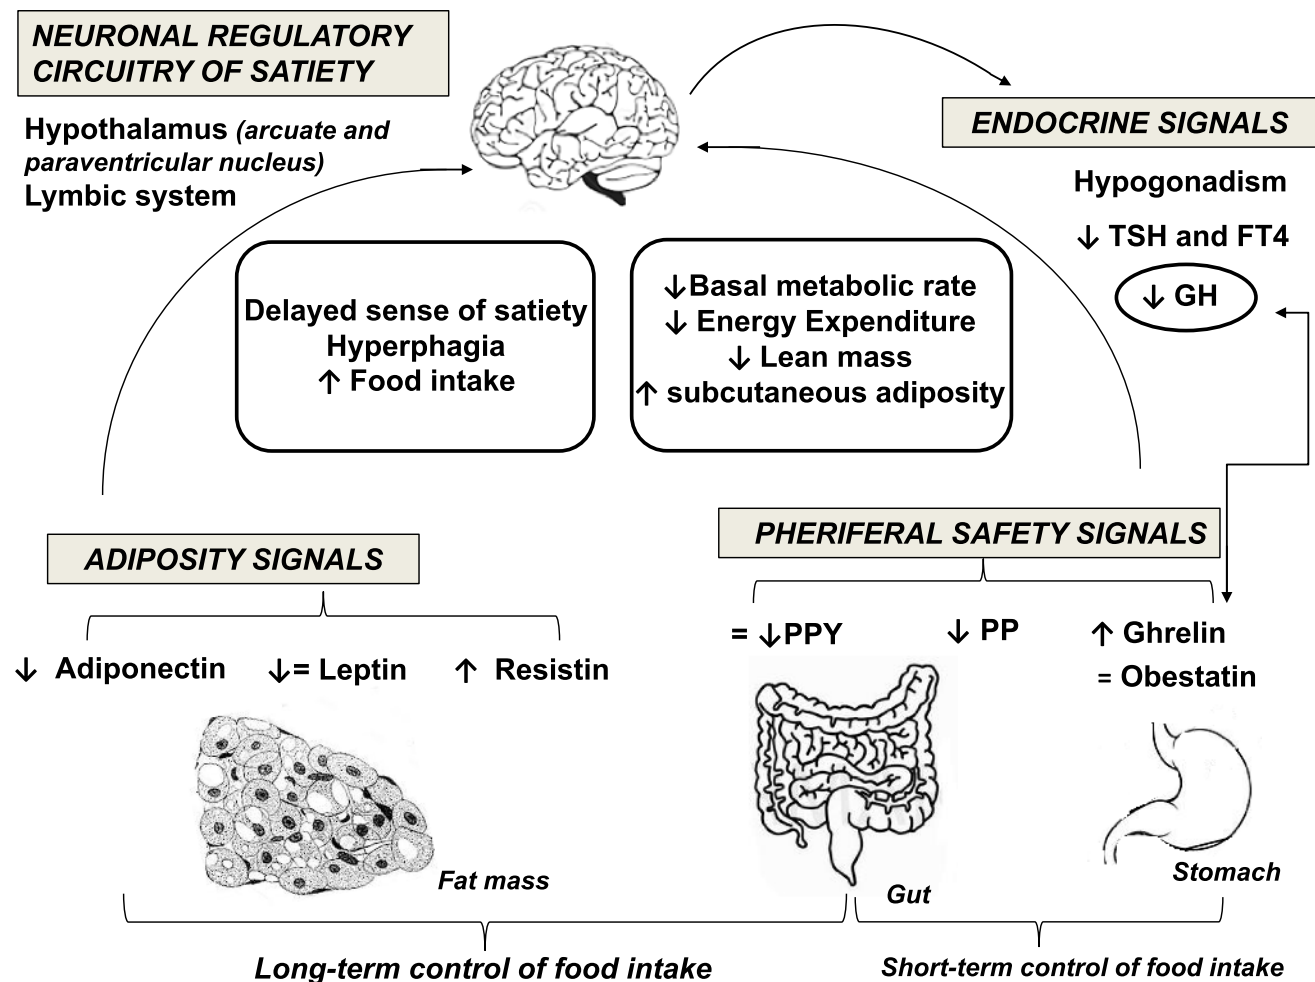 NEURONAL REGULATORY
CIRCUITRY OF SATIETY
Hypothalamus (arcuate and
paraventricular nucleus)
Lymbic system
ENDOCRINE SIGNALS
Hypogonadism
↓ TSH and FT4
↓ GH
Delayed sense of satiety
Hyperphagia
↑ Food intake
↓Basal metabolic rate
↓ Energy Expenditure
↓ Lean mass
↑ subcutaneous adiposity
ADIPOSITY SIGNALS
↓ Adiponectin
↓= Leptin
↑ Resistin
Fat mass
PHERIFERAL SAFETY SIGNALS
= ↓PPY
↓ PP
↑ Ghrelin
= Obestatin
Gut
Stomach
Long-term control of food intake
Short-term control of food intake